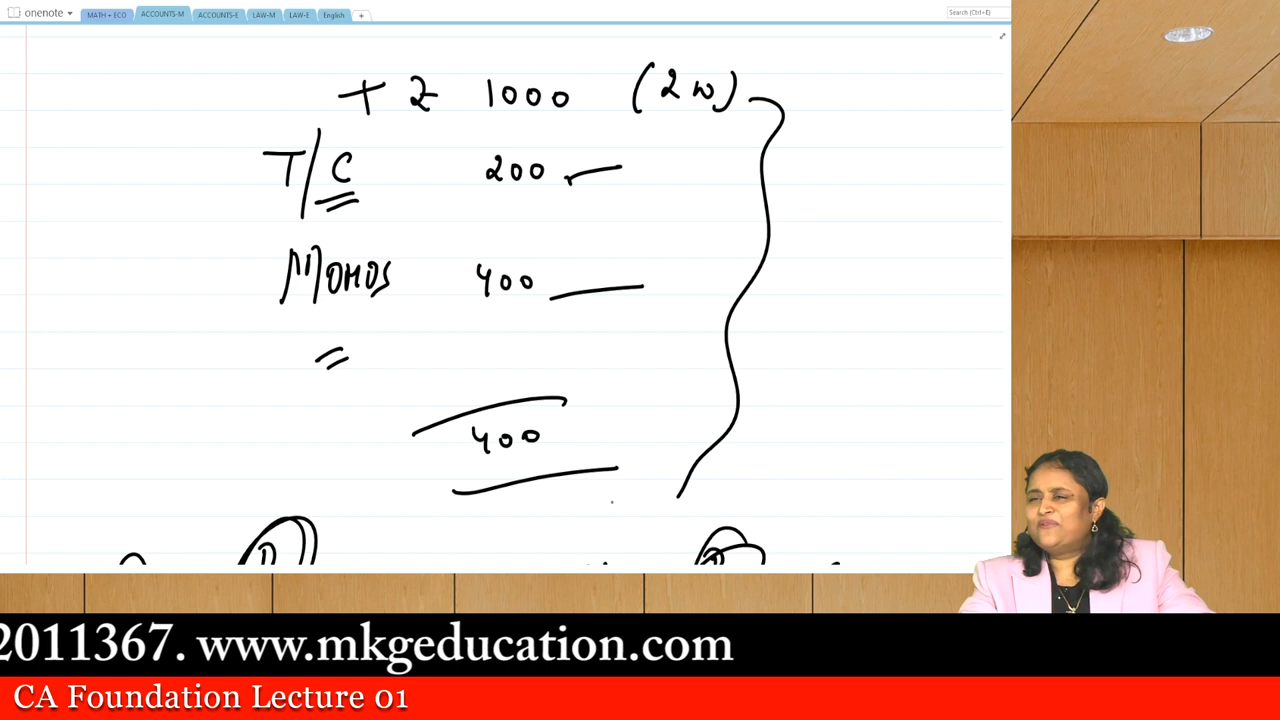 onenote
MATH + ECO ACCOUNTS-M ACCOUNTS-E LAW-M LAW-E English +
Search (Ctrl+E)
+ 2 1000 (2 w)
T/C 200
MOMOS 400
=
400
2011367. www.mkgeducation.com
CA Foundation Lecture 01